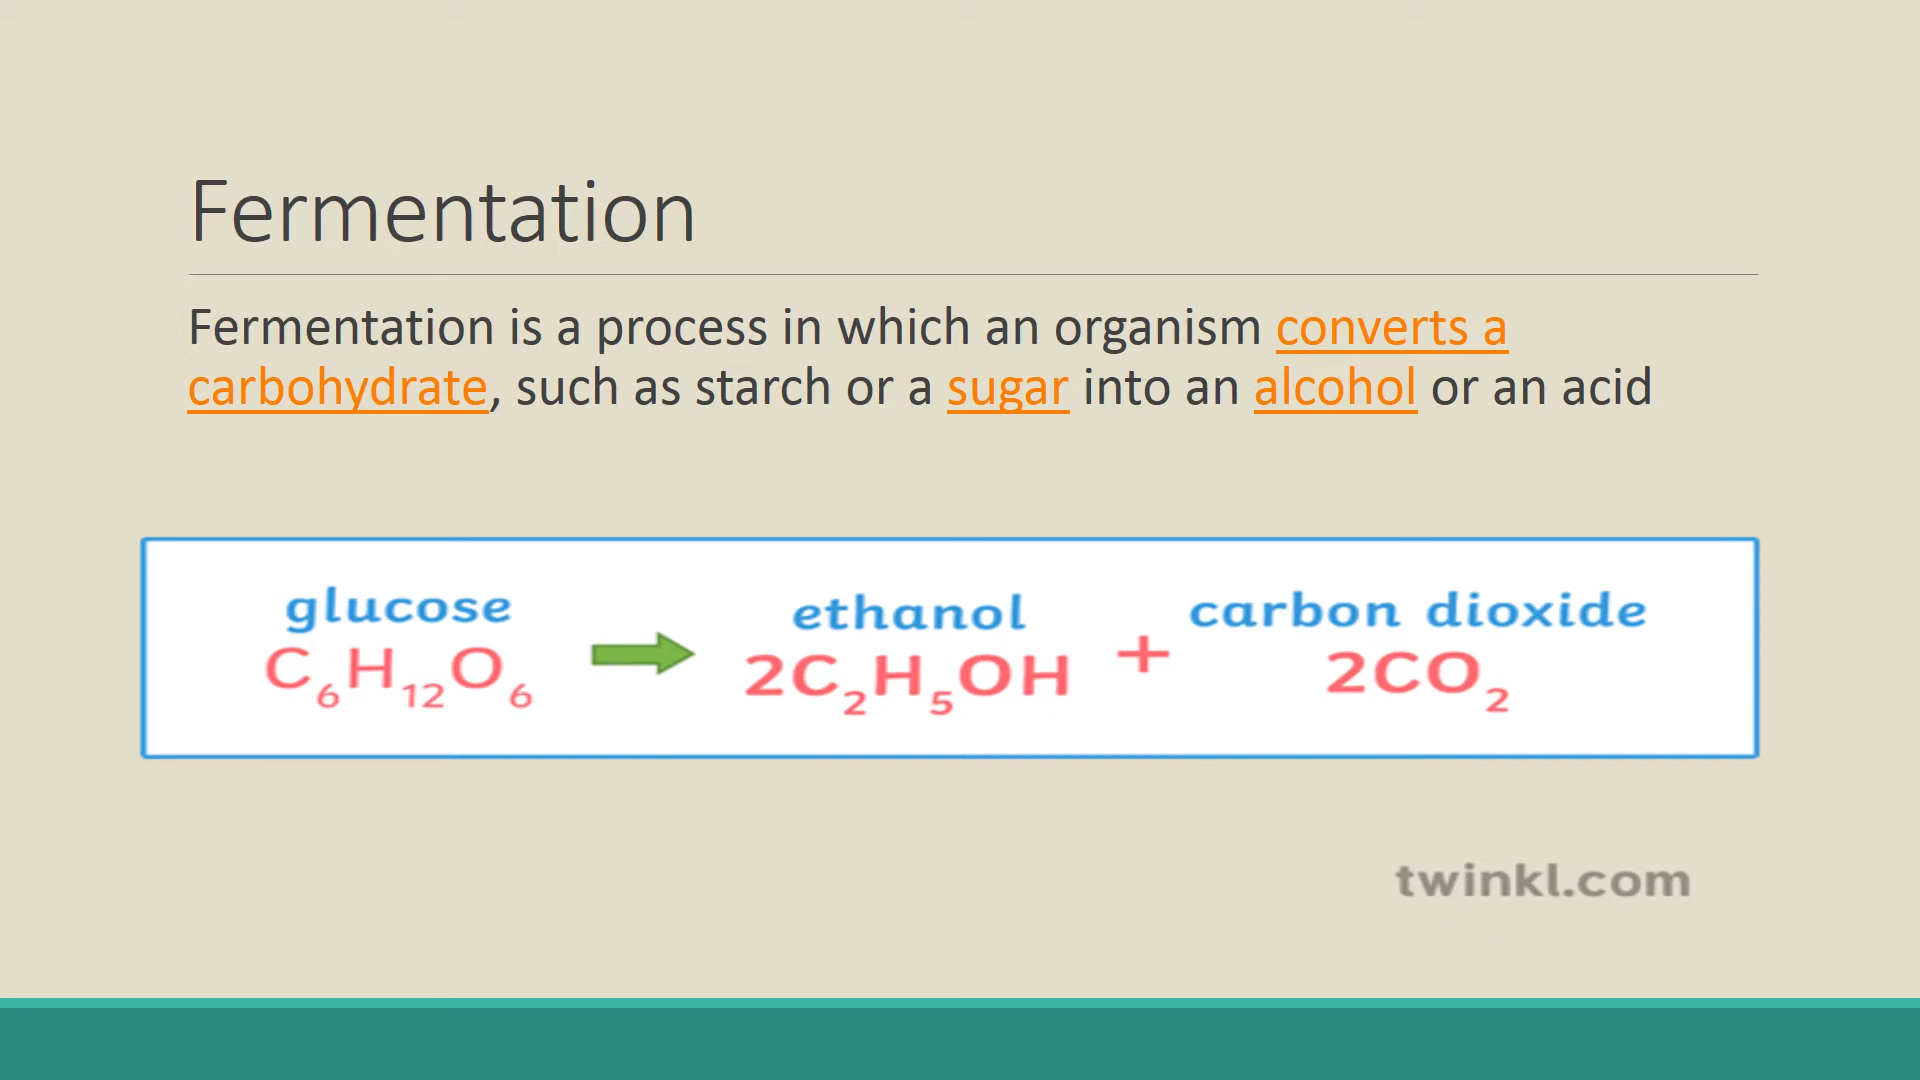 Fermentation
Fermentation is a process in which an organism converts a
carbohydrate, such as starch or a sugar into an alcohol or an acid
glucose
ethanol
carbon dioxide
C₆H₁₂O₆
2C₂H₅OH
+
2CO₂
twinkl.com